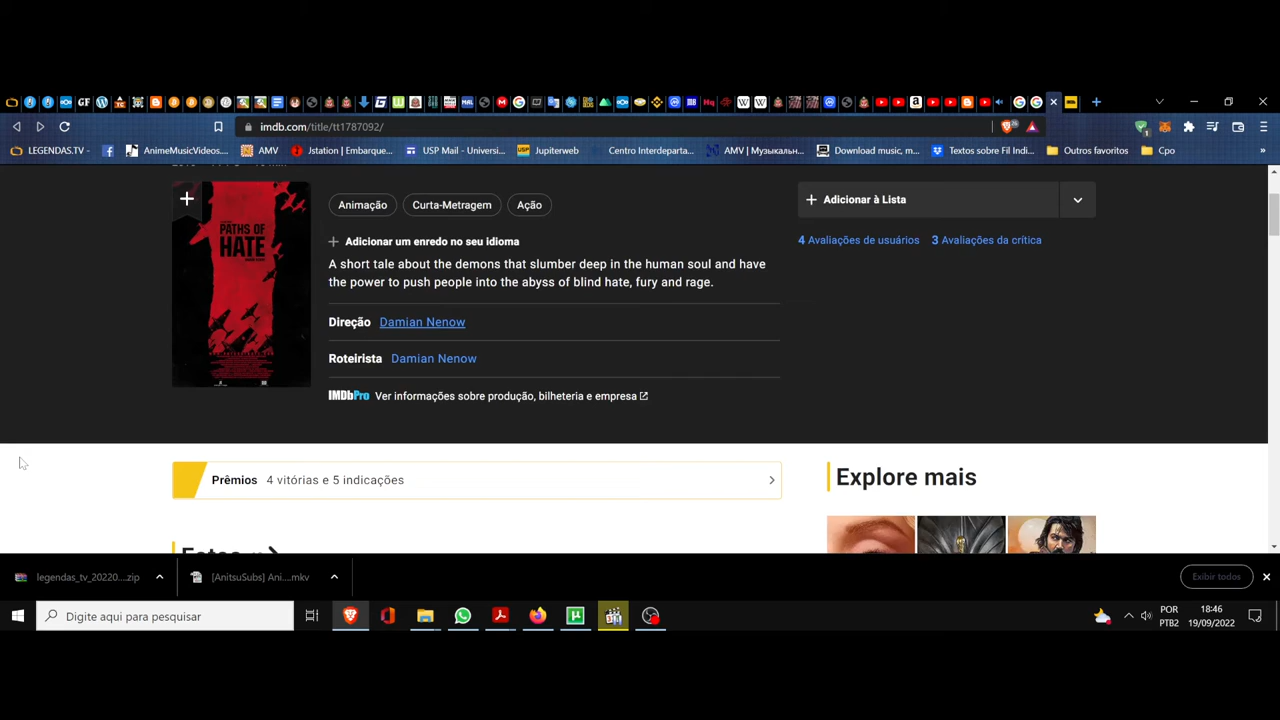 imdb.com/title/tt1787092/
25
1
LEGENDAS.TV -
AnimeMusicVideos...
AMV
Jstation | Embarque...
USP Mail - Universi...
Jupiterweb
Centro Interdeparta...
AMV | Музыкальн...
Download music, m...
Textos sobre Fil Indi...
Outros favoritos
Cpo
PATHS OF
HATE
Animação
Curta-Metragem
Ação
Adicionar à Lista
4 Avaliações de usuários
3 Avaliações da crítica
Adicionar um enredo no seu idioma
A short tale about the demons that slumber deep in the human soul and have
the power to push people into the abyss of blind hate, fury and rage.
Direção Damian Nenow
Roteirista Damian Nenow
IMDbPro Ver informações sobre produção, bilheteria e empresa
Prêmios 4 vitórias e 5 indicações
Explore mais
legendas_tv_20220....zip
[AnitsuSubs] Ani....mkv
Exibir todos
Digite aqui para pesquisar
POR
PTB2
18:46
19/09/2022